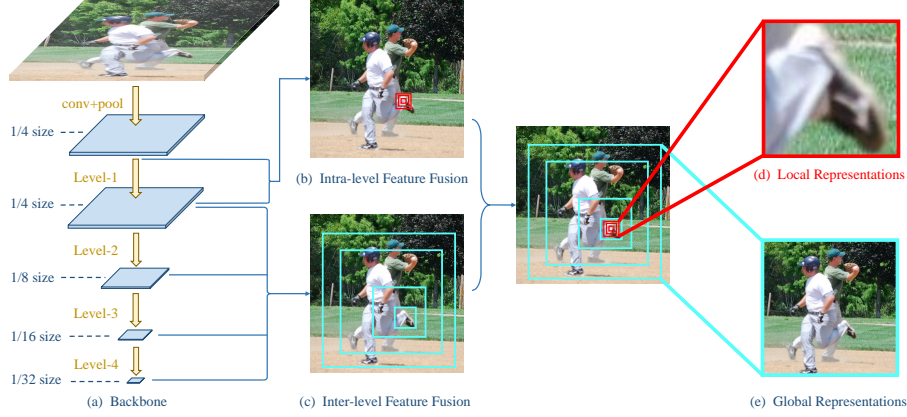 conv+pool
1/4 size
Level-1
1/4 size
Level-2
1/8 size
Level-3
1/16 size
Level-4
1/32 size
(a) Backbone
(b) Intra-level Feature Fusion
(c) Inter-level Feature Fusion
(d) Local Representations
(e) Global Representations